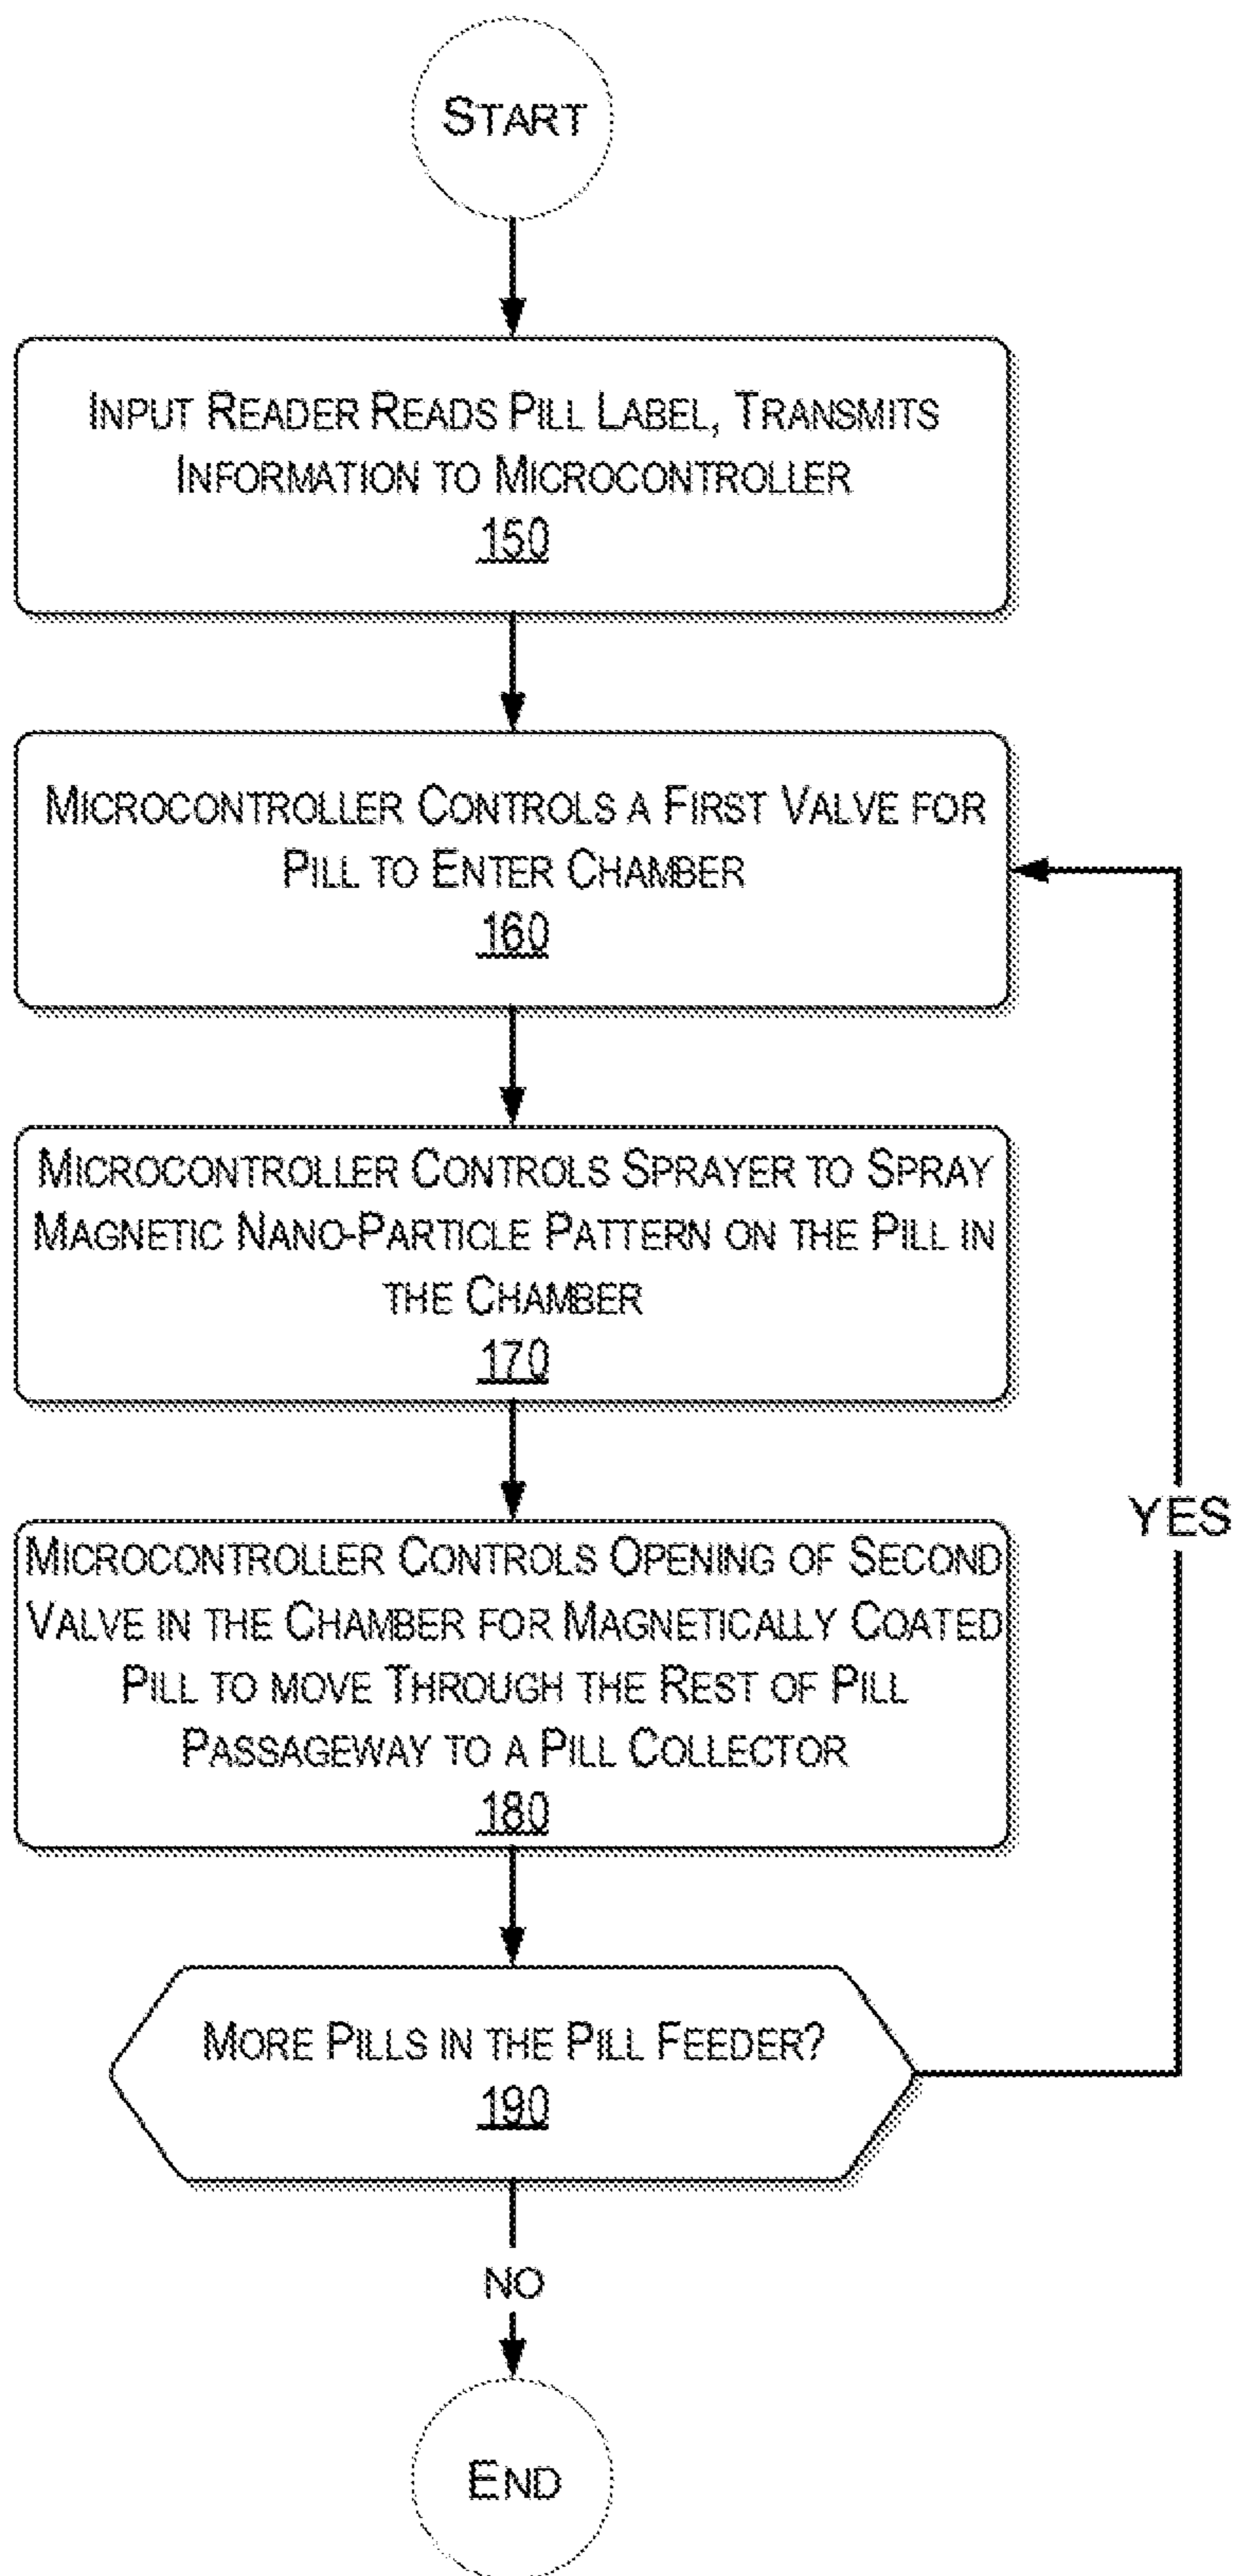 START
INPUT READER READS PILL LABEL, TRANSMITS
INFORMATION TO MICROCONTROLLER
150
MICROCONTROLLER CONTROLS A FIRST VALVE FOR
PILL TO ENTER CHAMBER
160
MICROCONTROLLER CONTROLS SPRAYER TO SPRAY
MAGNETIC NANO-PARTICLE PATTERN ON THE PILL IN
THE CHAMBER
170
MICROCONTROLLER CONTROLS OPENING OF SECOND
VALVE IN THE CHAMBER FOR MAGNETICALLY COATED
PILL TO MOVE THROUGH THE REST OF PILL
PASSAGEWAY TO A PILL COLLECTOR
180
YES
MORE PILLS IN THE PILL FEEDER?
190
NO
END